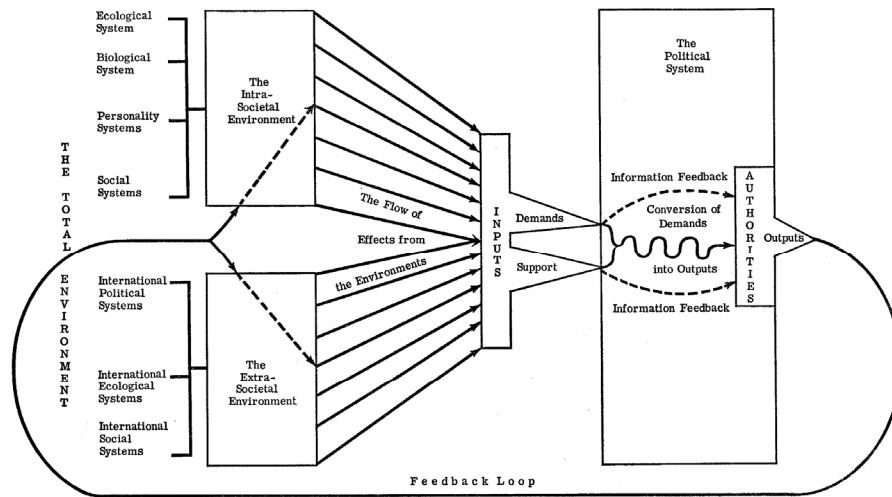 Ecological
System
Biological
System
Personality
Systems
Social
Systems
THE TOTAL ENVIRONMENT
International
Political
Systems
International
Ecological
Systems
International
Social
Systems
The
Intra-
Societal
Environment
The
Extra-
Societal
Environment
The Flow of
Effects from
the Environments
INPUTS
Demands
Support
The
Political
System
Information Feedback
Conversion of
Demands
into Outputs
Information Feedback
AUTHORITIES
Outputs
Feedback Loop